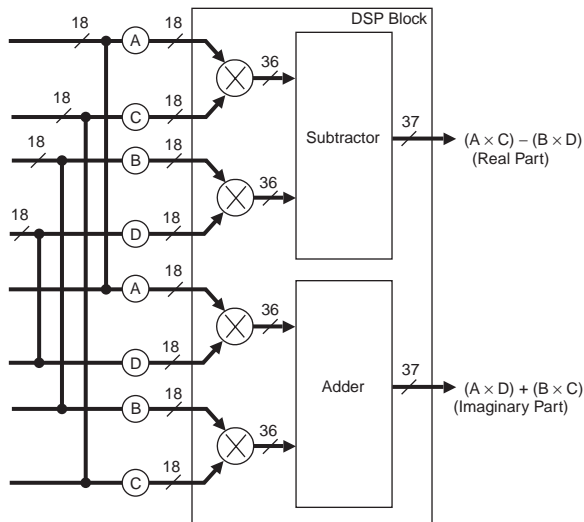 DSP Block
18 A 18
36
18 C 18
Subtractor
37
(A × C) – (B × D)
(Real Part)
18 B 18
36
18 D 18
A 18
36
D 18
Adder
37
(A × D) + (B × C)
(Imaginary Part)
B 18
36
C 18